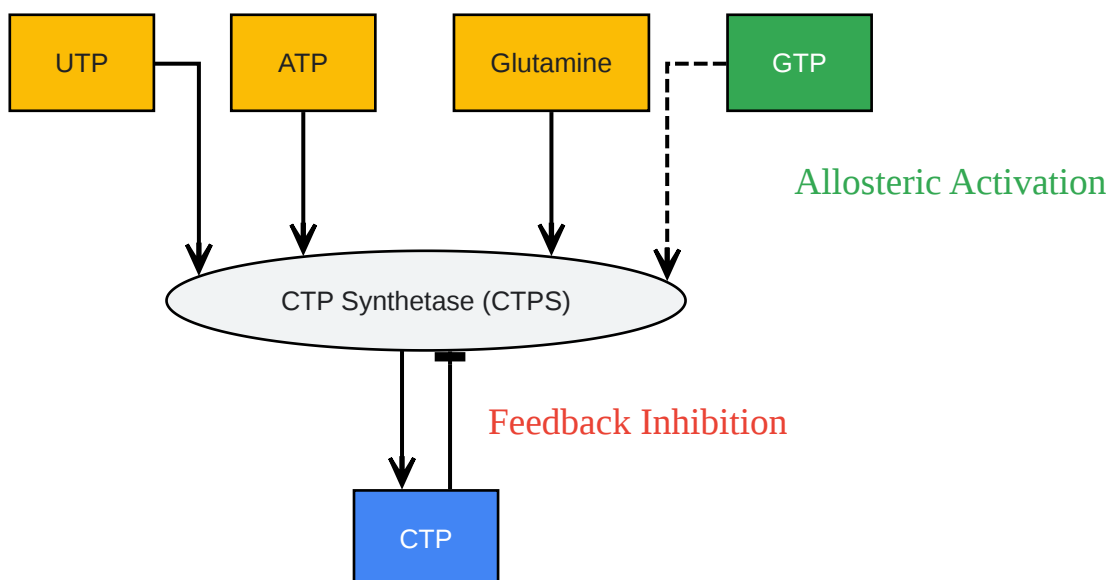 UTP
ATP
Glutamine
GTP
Allosteric Activation
CTP Synthetase (CTPS)
Feedback Inhibition
CTP